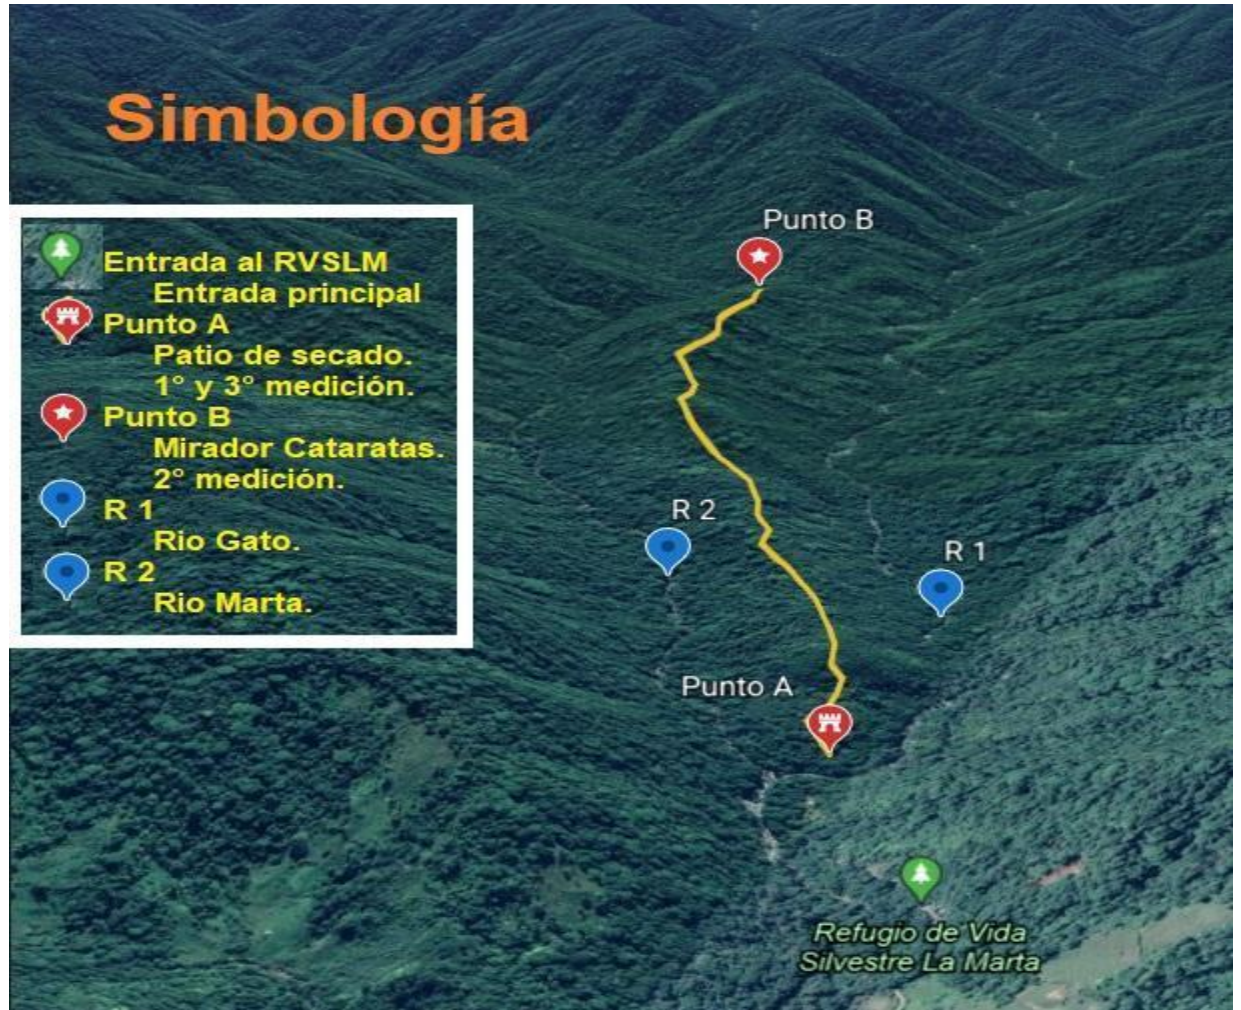 Simbología
Entrada al RVSLM
Entrada principal
Punto A
Patio de secado.
1° y 3° medición.
Punto B
Mirador Cataratas.
2° medición.
R 1
Rio Gato.
R 2
Rio Marta.
Punto B
R 2
R 1
Punto A
Refugio de Vida
Silvestre La Marta